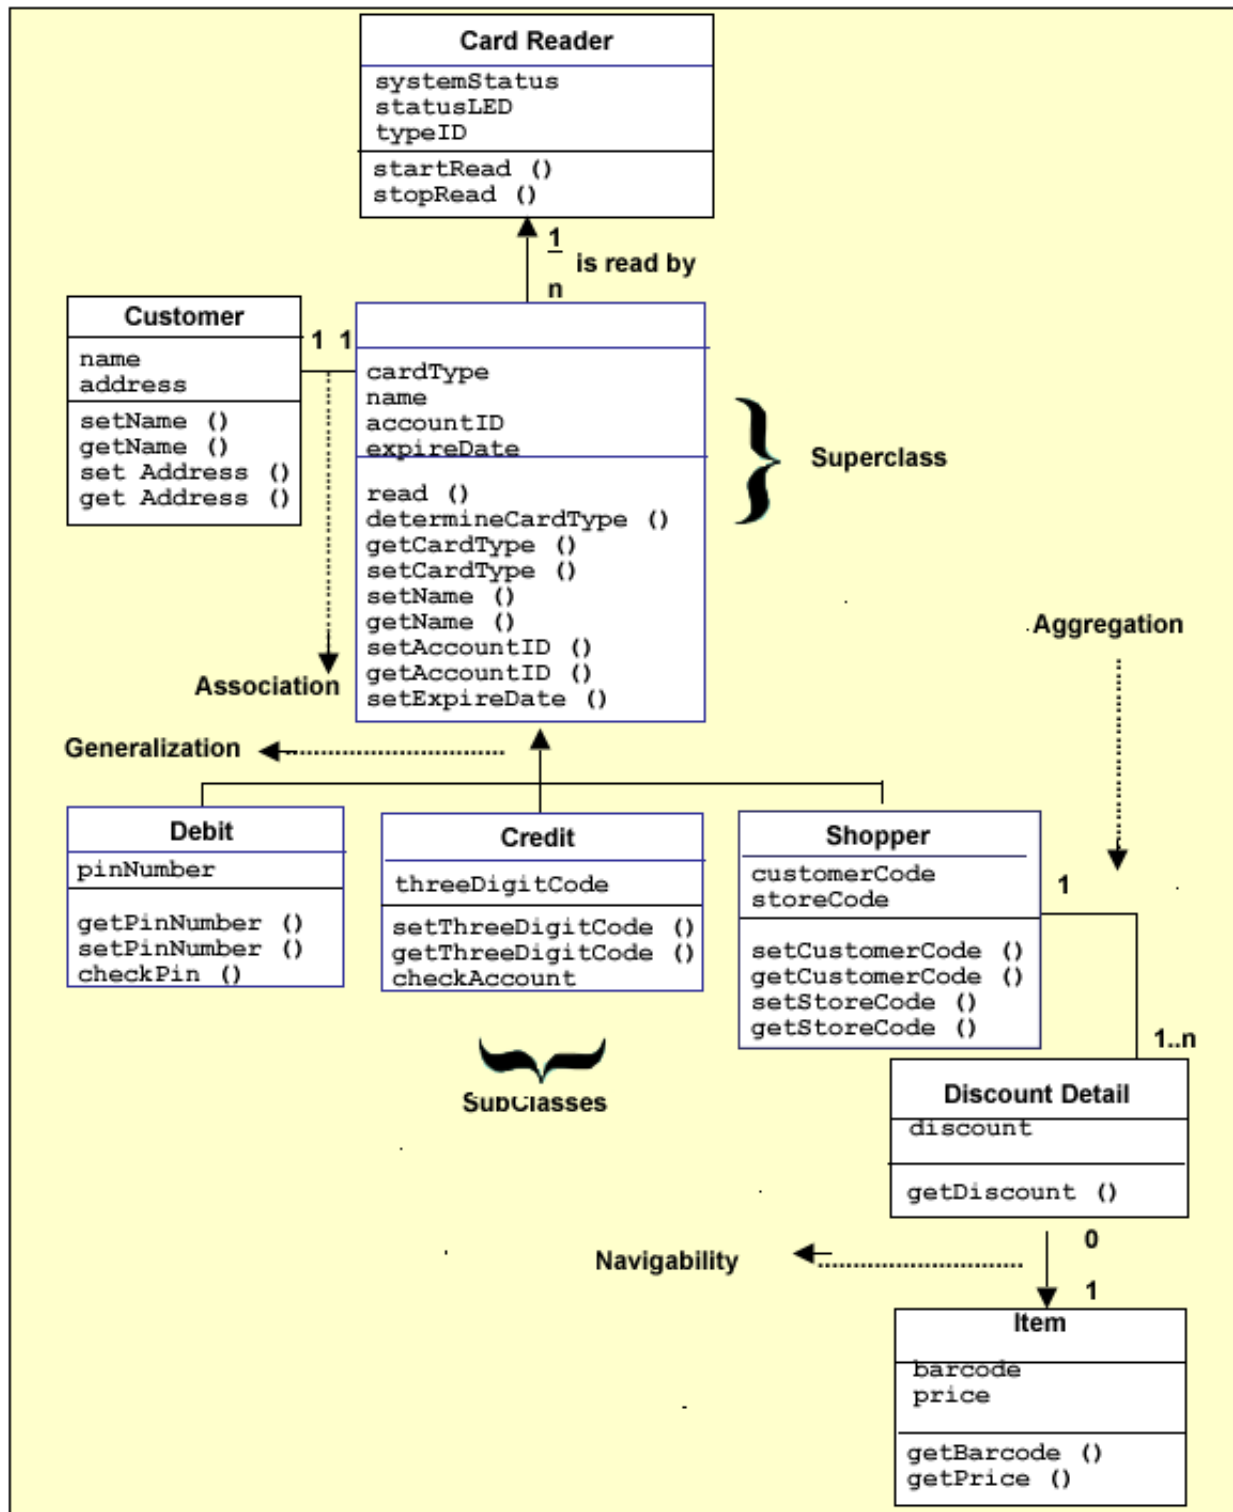 Card Reader
systemStatus
statusLED
typeID
startRead ()
stopRead ()
1
is read by
n
Customer
name
address
setName ()
getName ()
set Address ()
get Address ()
1 1
cardType
name
accountID
expireDate
read ()
determineCardType ()
getCardType ()
setCardType ()
setName ()
getName ()
setAccountID ()
getAccountID ()
setExpireDate ()
Superclass
Aggregation
Association
Generalization
Debit
pinNumber
getPinNumber ()
setPinNumber ()
checkPin ()
Credit
threeDigitCode
setThreeDigitCode ()
getThreeDigitCode ()
checkAccount
Shopper
customerCode
storeCode
setCustomerCode ()
getCustomerCode ()
setStoreCode ()
getStoreCode ()
1
1..n
SubClasses
Discount Detail
discount
getDiscount ()
Navigability
0
1
Item
barcode
price
getBarcode ()
getPrice ()